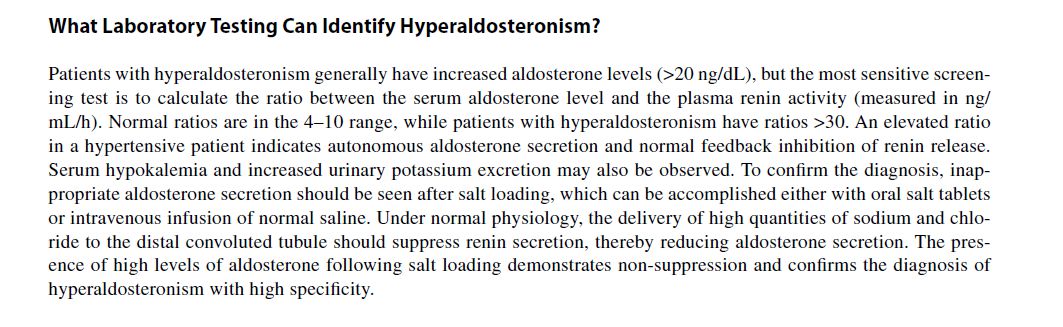 What Laboratory Testing Can Identify Hyperaldosteronism?
Patients with hyperaldosteronism generally have increased aldosterone levels (>20 ng/dL), but the most sensitive screen-
ing test is to calculate the ratio between the serum aldosterone level and the plasma renin activity (measured in ng/
mL/h). Normal ratios are in the 4–10 range, while patients with hyperaldosteronism have ratios >30. An elevated ratio
in a hypertensive patient indicates autonomous aldosterone secretion and normal feedback inhibition of renin release.
Serum hypokalemia and increased urinary potassium excretion may also be observed. To confirm the diagnosis, inap-
propriate aldosterone secretion should be seen after salt loading, which can be accomplished either with oral salt tablets
or intravenous infusion of normal saline. Under normal physiology, the delivery of high quantities of sodium and chlo-
ride to the distal convoluted tubule should suppress renin secretion, thereby reducing aldosterone secretion. The pres-
ence of high levels of aldosterone following salt loading demonstrates non-suppression and confirms the diagnosis of
hyperaldosteronism with high specificity.